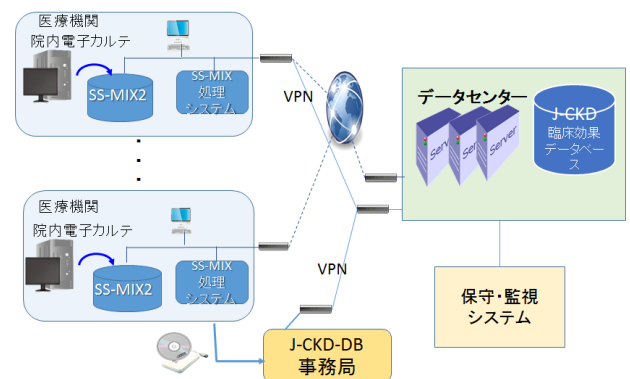 医療機関
院内電子カルテ
SS-MIX2
SS-MIX
処理
システム
VPN
データセンター
Server
Server
Server
J-CKD
臨床効果
データベー
ス
医療機関
院内電子カルテ
SS-MIX2
SS-MIX
処理
システム
VPN
保守・監視
システム
J-CKD-DB
事務局